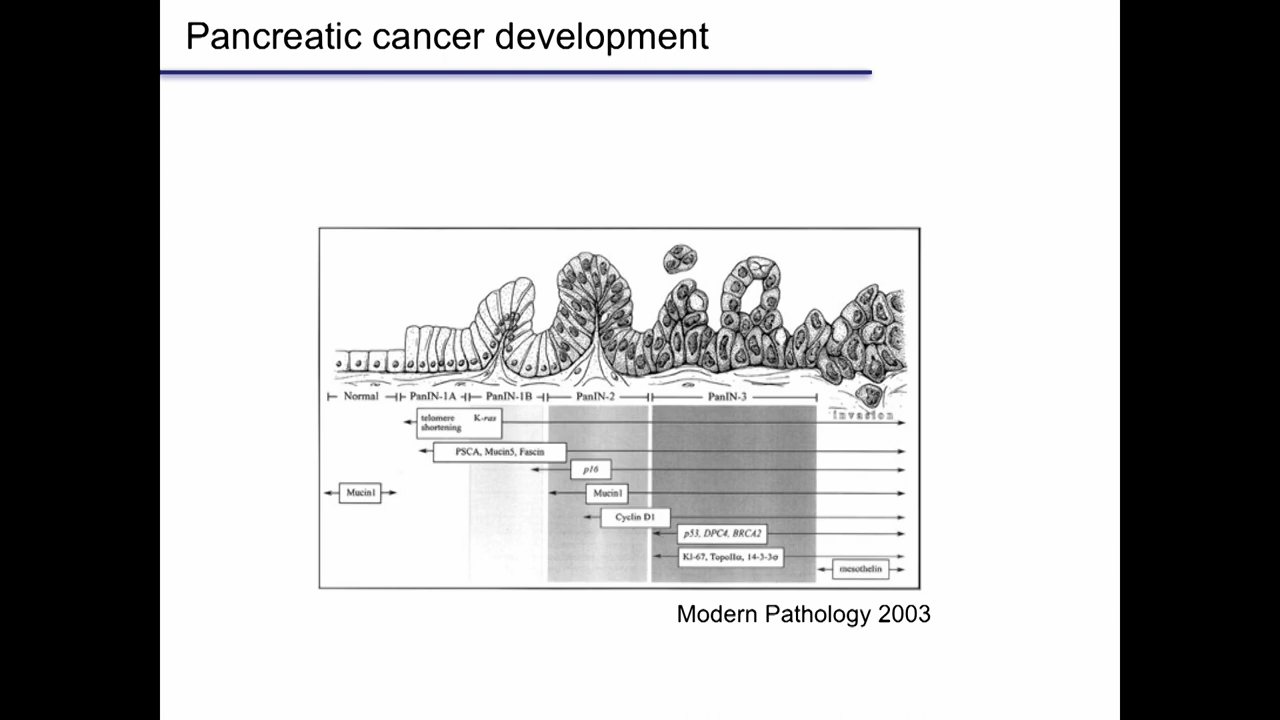 Pancreatic cancer development
Normal PanIN-1A PanIN-1B PanIN-2 PanIN-3
invasion
telomere shortening K-ras
PSCA, Mucin5, Fascin
p16
Mucin1 Mucin1
Cyclin D1
p53, DPC4, BRCA2
KI-67, TopoIIα, 14-3-3σ
mesothelin
Modern Pathology 2003